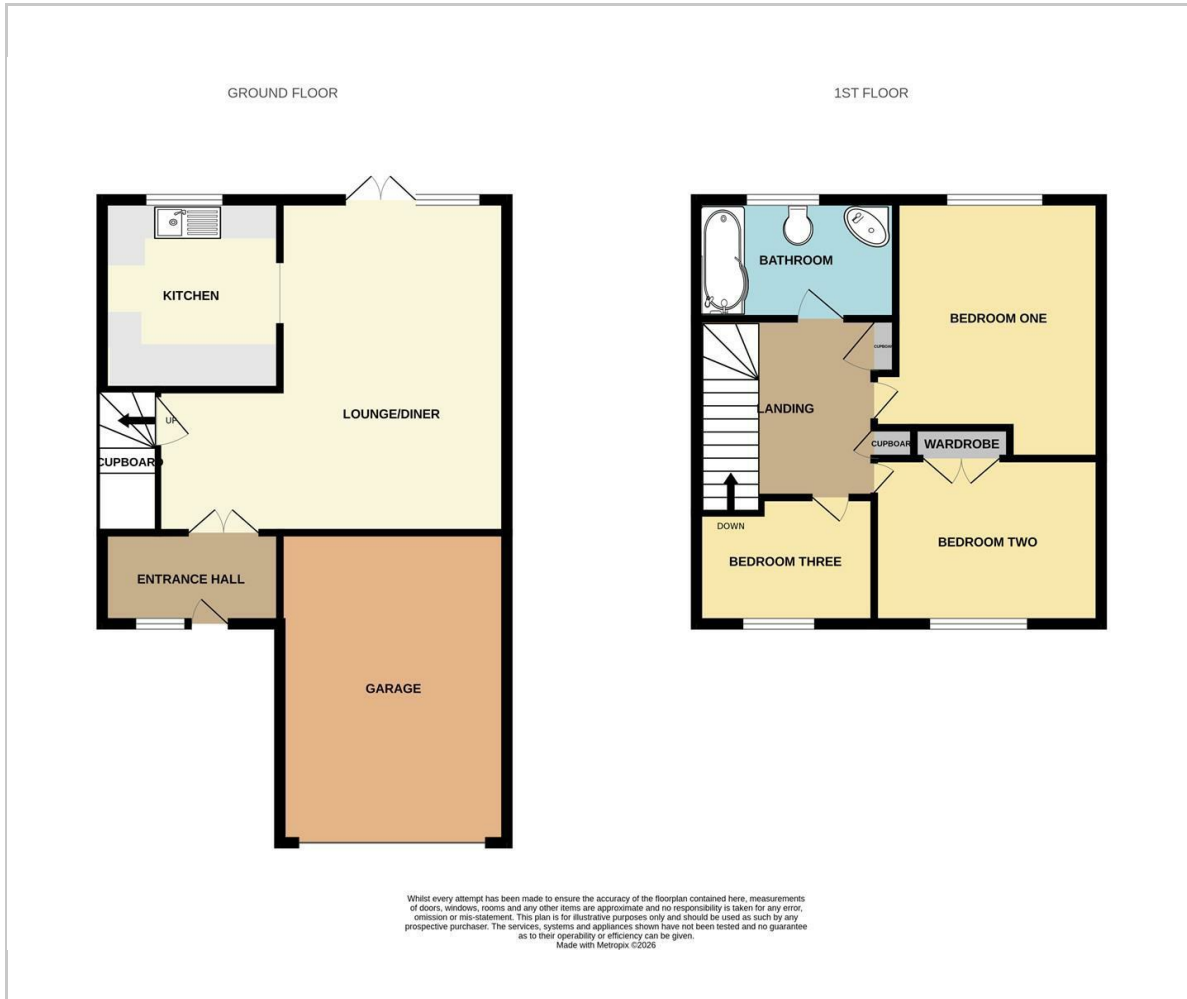 GROUND FLOOR
KITCHEN
LOUNGE/DINER
UP
CUPBOARD
ENTRANCE HALL
GARAGE
1ST FLOOR
BATHROOM
BEDROOM ONE
CUPBOARD
LANDING
CUPBOARD
WARDROBE
DOWN
BEDROOM THREE
BEDROOM TWO
Whilst every attempt has been made to ensure the accuracy of the floorplan contained here, measurements
of doors, windows, rooms and any other items are approximate and no responsibility is taken for any error,
omission or mis-statement. This plan is for illustrative purposes only and should be used as such by any
prospective purchaser. The services, systems and appliances shown have not been tested and no guarantee
as to their operability or efficiency can be given.
Made with Metropix ©2026